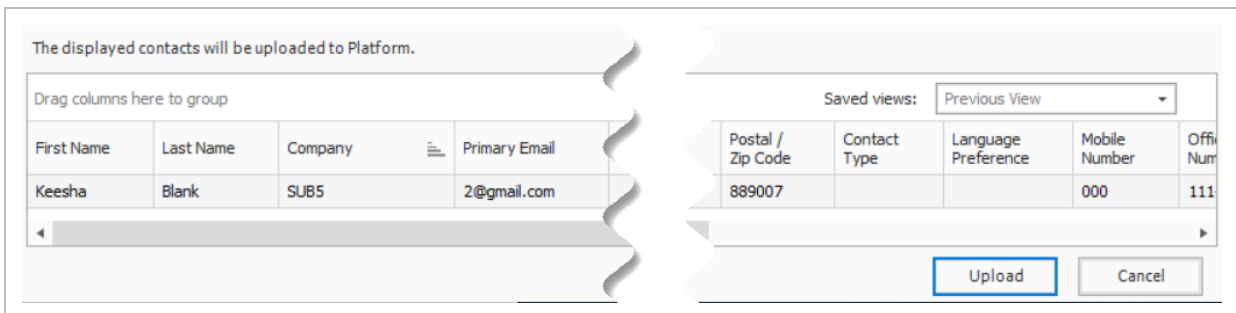 The displayed contacts will be uploaded to Platform.
Drag columns here to group Saved views: Previous View
First Name Last Name Company Primary Email Postal / Zip Code Contact Type Language Preference Mobile Number
Keesha Blank SUB5 2@gmail.com 889007 000 111
Upload Cancel